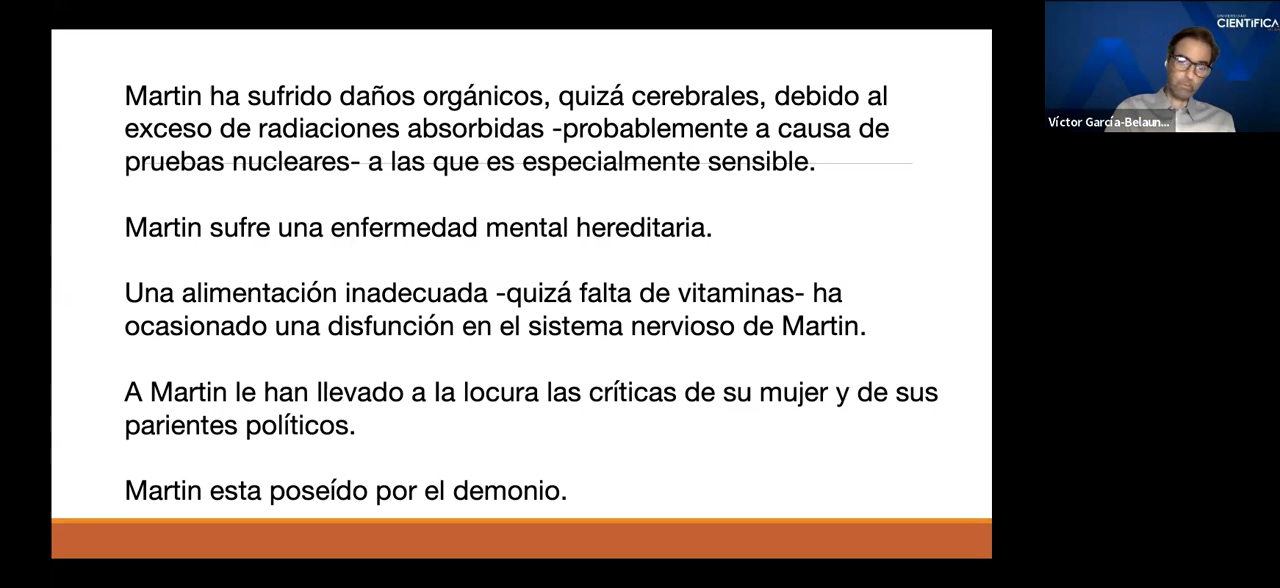 Martin ha sufrido daños orgánicos, quizá cerebrales, debido al
exceso de radiaciones absorbidas -probablemente a causa de
pruebas nucleares- a las que es especialmente sensible.
Martin sufre una enfermedad mental hereditaria.
Una alimentación inadecuada -quizá falta de vitaminas- ha
ocasionado una disfunción en el sistema nervioso de Martin.
A Martin le han llevado a la locura las críticas de su mujer y de sus
parientes políticos.
Martin esta poseído por el demonio.
UNIVERSIDAD
CIENTÍFICA
Víctor García-Belaun...